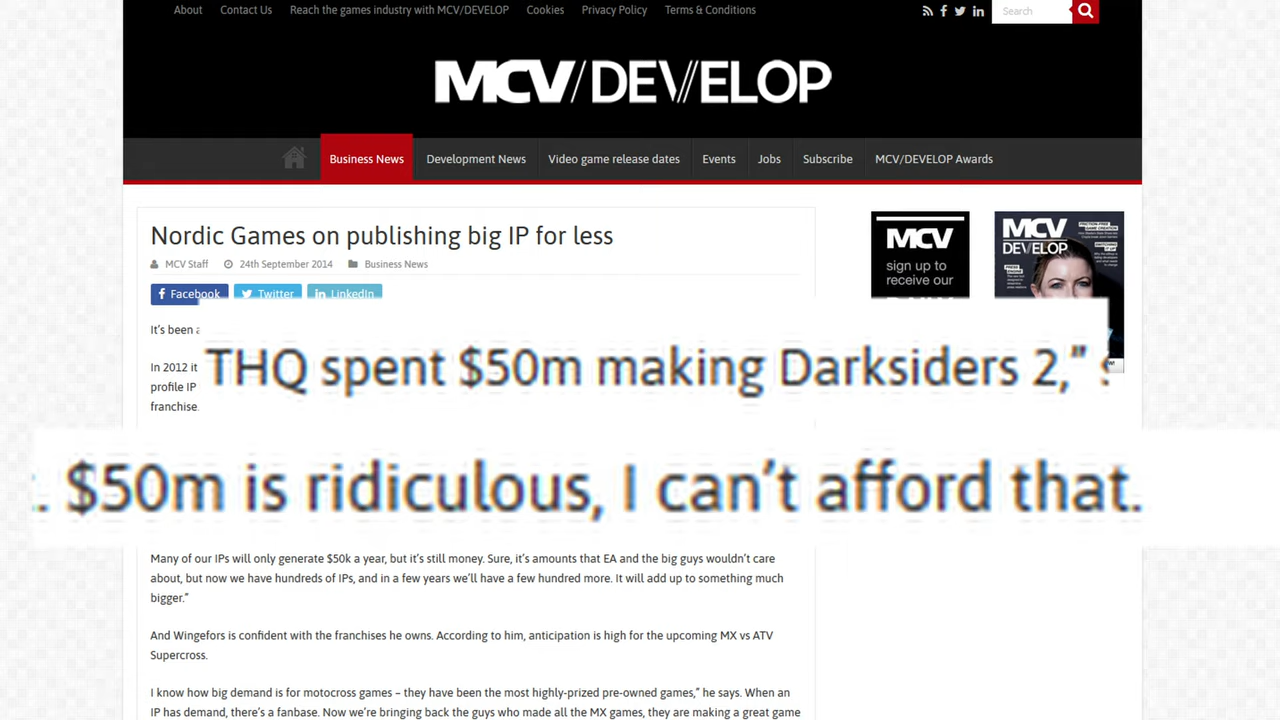 About Contact Us Reach the games industry with MCV/DEVELOP Cookies Privacy Policy Terms & Conditions
Search
MCV/DEVELOP
Business News Development News Video game release dates Events Jobs Subscribe MCV/DEVELOP Awards
Nordic Games on publishing big IP for less
MCV Staff 24th September 2014 Business News
Facebook Twitter LinkedIn
MCV
sign up to
receive our
MCV
DEVELOP
It's been
In 2012 it
profile IP
franchise.
THQ spent $50m making Darksiders 2,”
. $50m is ridiculous, I can't afford that.
Many of our IPs will only generate $50k a year, but it's still money. Sure, it's amounts that EA and the big guys wouldn't care
about, but now we have hundreds of IPs, and in a few years we'll have a few hundred more. It will add up to something much
bigger.”
And Wingefors is confident with the franchises he owns. According to him, anticipation is high for the upcoming MX vs ATV
Supercross.
I know how big demand is for motocross games – they have been the most highly-prized pre-owned games,” he says. When an
IP has demand, there's a fanbase. Now we're bringing back the guys who made all the MX games, they are making a great game